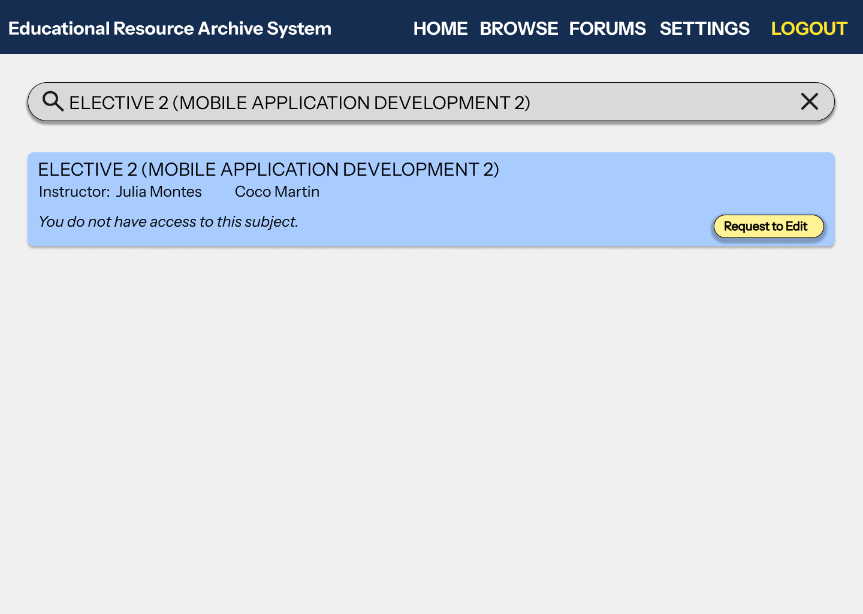 Educational Resource Archive System HOME BROWSE FORUMS SETTINGS LOGOUT
ELECTIVE 2 (MOBILE APPLICATION DEVELOPMENT 2)
ELECTIVE 2 (MOBILE APPLICATION DEVELOPMENT 2)
Instructor: Julia Montes Coco Martin
You do not have access to this subject.
Request to Edit